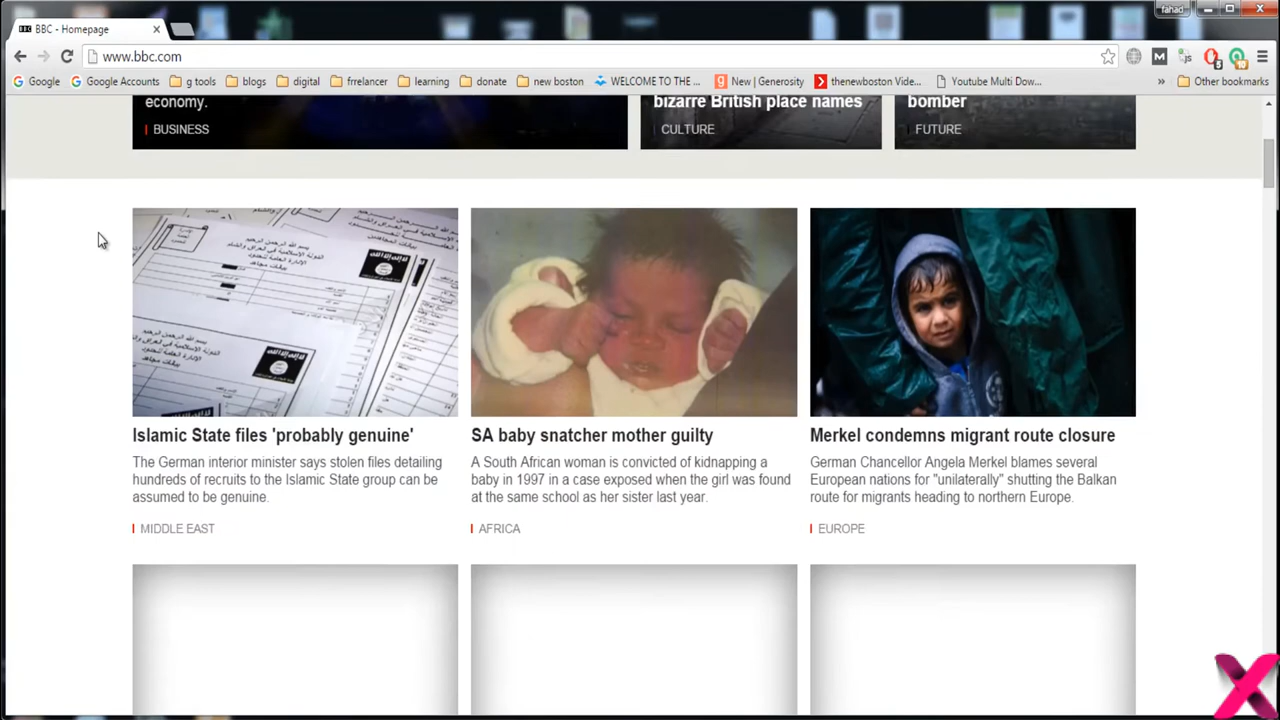 fahad
BBC - Homepage
www.bbc.com
Google
Google Accounts
g tools
blogs
digital
frrelancer
learning
donate
new boston
WELCOME TO THE ...
New | Generosity
thenewboston Vide...
Youtube Multi Dow...
»
Other bookmarks
economy.
BUSINESS
bizarre British place names
CULTURE
bomber
FUTURE
Islamic State files 'probably genuine'
The German interior minister says stolen files detailing
hundreds of recruits to the Islamic State group can be
assumed to be genuine.
MIDDLE EAST
SA baby snatcher mother guilty
A South African woman is convicted of kidnapping a
baby in 1997 in a case exposed when the girl was found
at the same school as her sister last year.
AFRICA
Merkel condemns migrant route closure
German Chancellor Angela Merkel blames several
European nations for "unilaterally" shutting the Balkan
route for migrants heading to northern Europe.
EUROPE